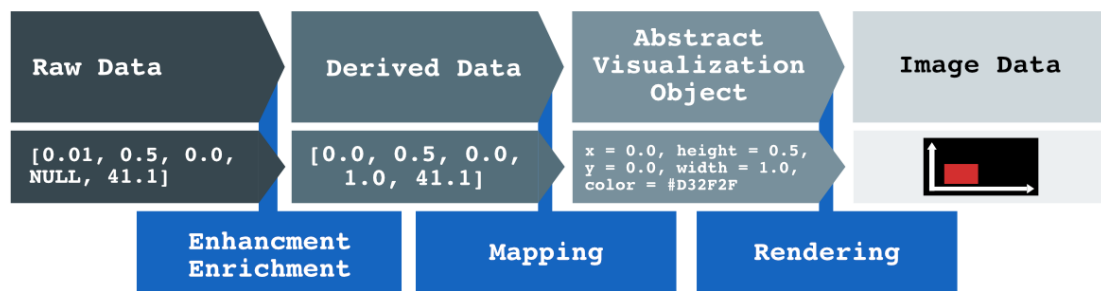 Raw Data
Derived Data
Abstract
Visualization
Object
Image Data
[0.01, 0.5, 0.0,
NULL, 41.1]
[0.0, 0.5, 0.0,
1.0, 41.1]
x = 0.0, height = 0.5,
y = 0.0, width = 1.0,
color = #D32F2F
Enhancment
Enrichment
Mapping
Rendering